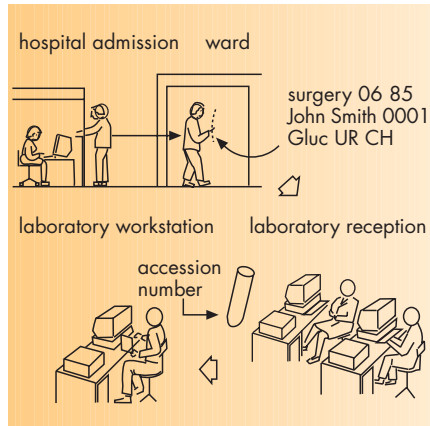 hospital admission ward
surgery 06 85
John Smith 0001
Gluc UR CH
laboratory workstation laboratory reception
accession
number